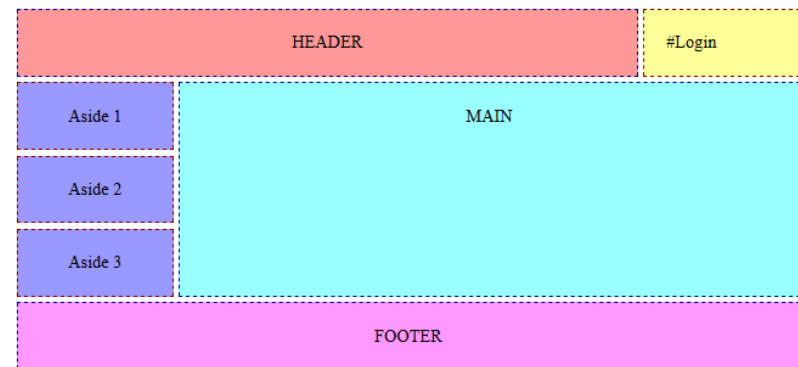 HEADER
#Login
Aside 1
MAIN
Aside 2
Aside 3
FOOTER